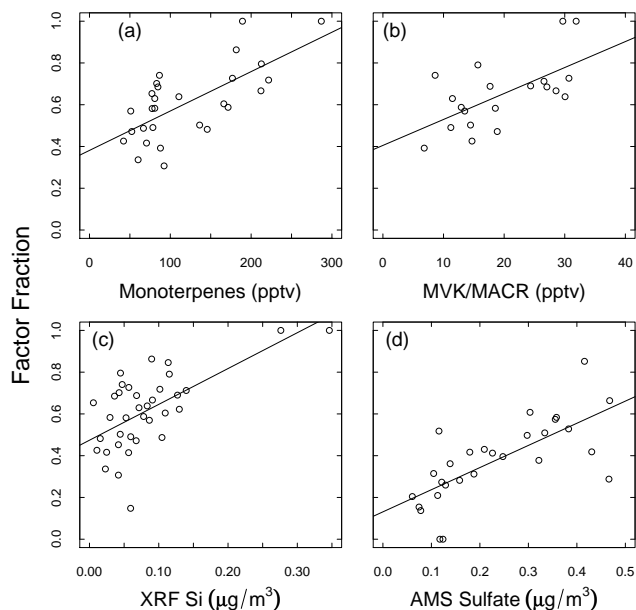 (a)
(b)
0.0 0.2 0.4 0.6 0.8 1.0
0 100 200 300
0 10 20 30 40
Monoterpenes (pptv)
MVK/MACR (pptv)
Factor Fraction
(c)
(d)
0.0 0.2 0.4 0.6 0.8 1.0
0.00 0.10 0.20 0.30
0.0 0.1 0.2 0.3 0.4 0.5
XRF Si (μg/m³)
AMS Sulfate (μg/m³)